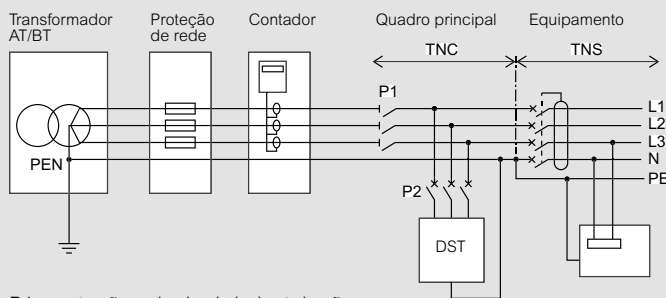 Transformador
AT/BT
Proteção
de rede
Contador
Quadro principal
Equipamento
TNC
TNS
P1
L1
L2
L3
N
PE
PEN
P2
DST